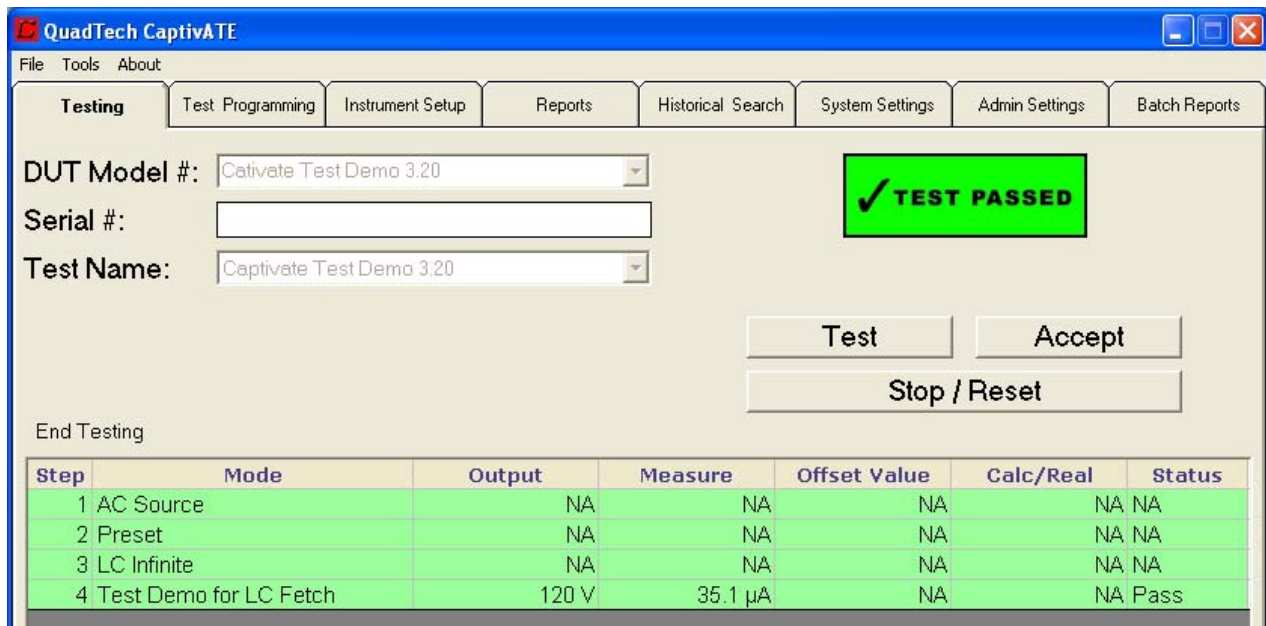 QuadTech CaptivATE
File Tools About
Testing Test Programming Instrument Setup Reports Historical Search System Settings Admin Settings Batch Reports
DUT Model #: Cativate Test Demo 3.20
✓ TEST PASSED
Serial #:
Test Name: Captivate Test Demo 3.20
Test Accept
Stop / Reset
End Testing
Step Mode Output Measure Offset Value Calc/Real Status
1 AC Source NA NA NA NA NA
2 Preset NA NA NA NA NA
3 LC Infinite NA NA NA NA NA
4 Test Demo for LC Fetch 120 V 35.1 µA NA NA Pass